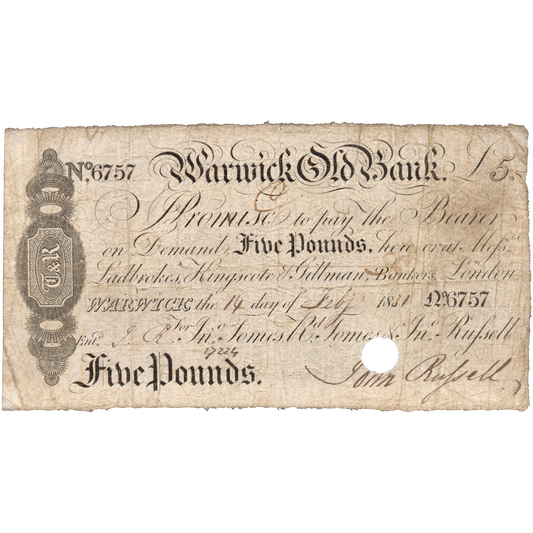 No. 6757 Warwick Old Bank. £5
I Promise to pay the Bearer
on Demand, Five Pounds, here or at Messrs.
Ladbrokes, Kingscote & Gillman, Bankers, London
WARWICK the 14 day of Feby 1811 No 6757
Entd. J R For Jno. Tomes, Rd. Tomes & Jno. Russell
17224
Five Pounds.
John Russell
T&R